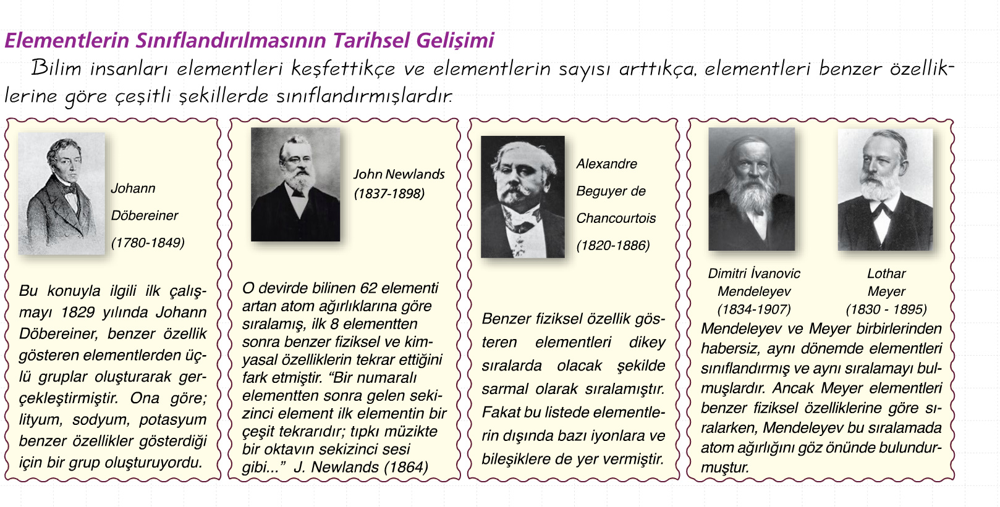 Elementlerin Sınıflandırılmasının Tarihsel Gelişimi
Bilim insanları elementleri keşfettikçe ve elementlerin sayısı arttıkça, elementleri benzer özellik-
lerine göre çeşitli şekillerde sınıflandırmışlardır.
Johann
Döbereiner
(1780-1849)
Bu konuyla ilgili ilk çalış-
mayı 1829 yılında Johann
Döbereiner, benzer özellik
gösteren elementlerden üç-
lü gruplar oluşturarak ger-
çekleştirmiştir. Ona göre;
lityum, sodyum, potasyum
benzer özellikler gösterdiği
için bir grup oluşturuyordu.
John Newlands
(1837-1898)
O devirde bilinen 62 elementi
artan atom ağırlıklarına göre
sıralamış, ilk 8 elementten
sonra benzer fiziksel ve kim-
yasal özelliklerin tekrar ettiğini
fark etmiştir. “Bir numaralı
elementten sonra gelen seki-
zinci element ilk elementin bir
çeşit tekrarıdır; tıpkı müzikte
bir oktavın sekizinci sesi
gibi...” J. Newlands (1864)
Alexandre
Beguyer de
Chancourtois
(1820-1886)
Benzer fiziksel özellik gös-
teren elementleri dikey
sıralarda olacak şekilde
sarmal olarak sıralamıştır.
Fakat bu listede elementle-
rin dışında bazı iyonlara ve
bileşiklere de yer vermiştir.
Dimitri İvanovic
Mendeleyev
(1834-1907)
Lothar
Meyer
(1830 - 1895)
Mendeleyev ve Meyer birbirlerinden
habersiz, aynı dönemde elementleri
sınıflandırmış ve aynı sıralamayı bul-
muşlardır. Ancak Meyer elementleri
benzer fiziksel özelliklerine göre sı-
ralarken, Mendeleyev bu sıralamada
atom ağırlığını göz önünde bulundur-
muştur.